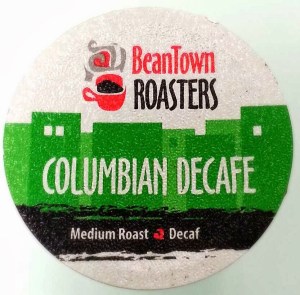 BeanTown
ROASTERS
COLUMBIAN DECAFE
Medium Roast Decaf